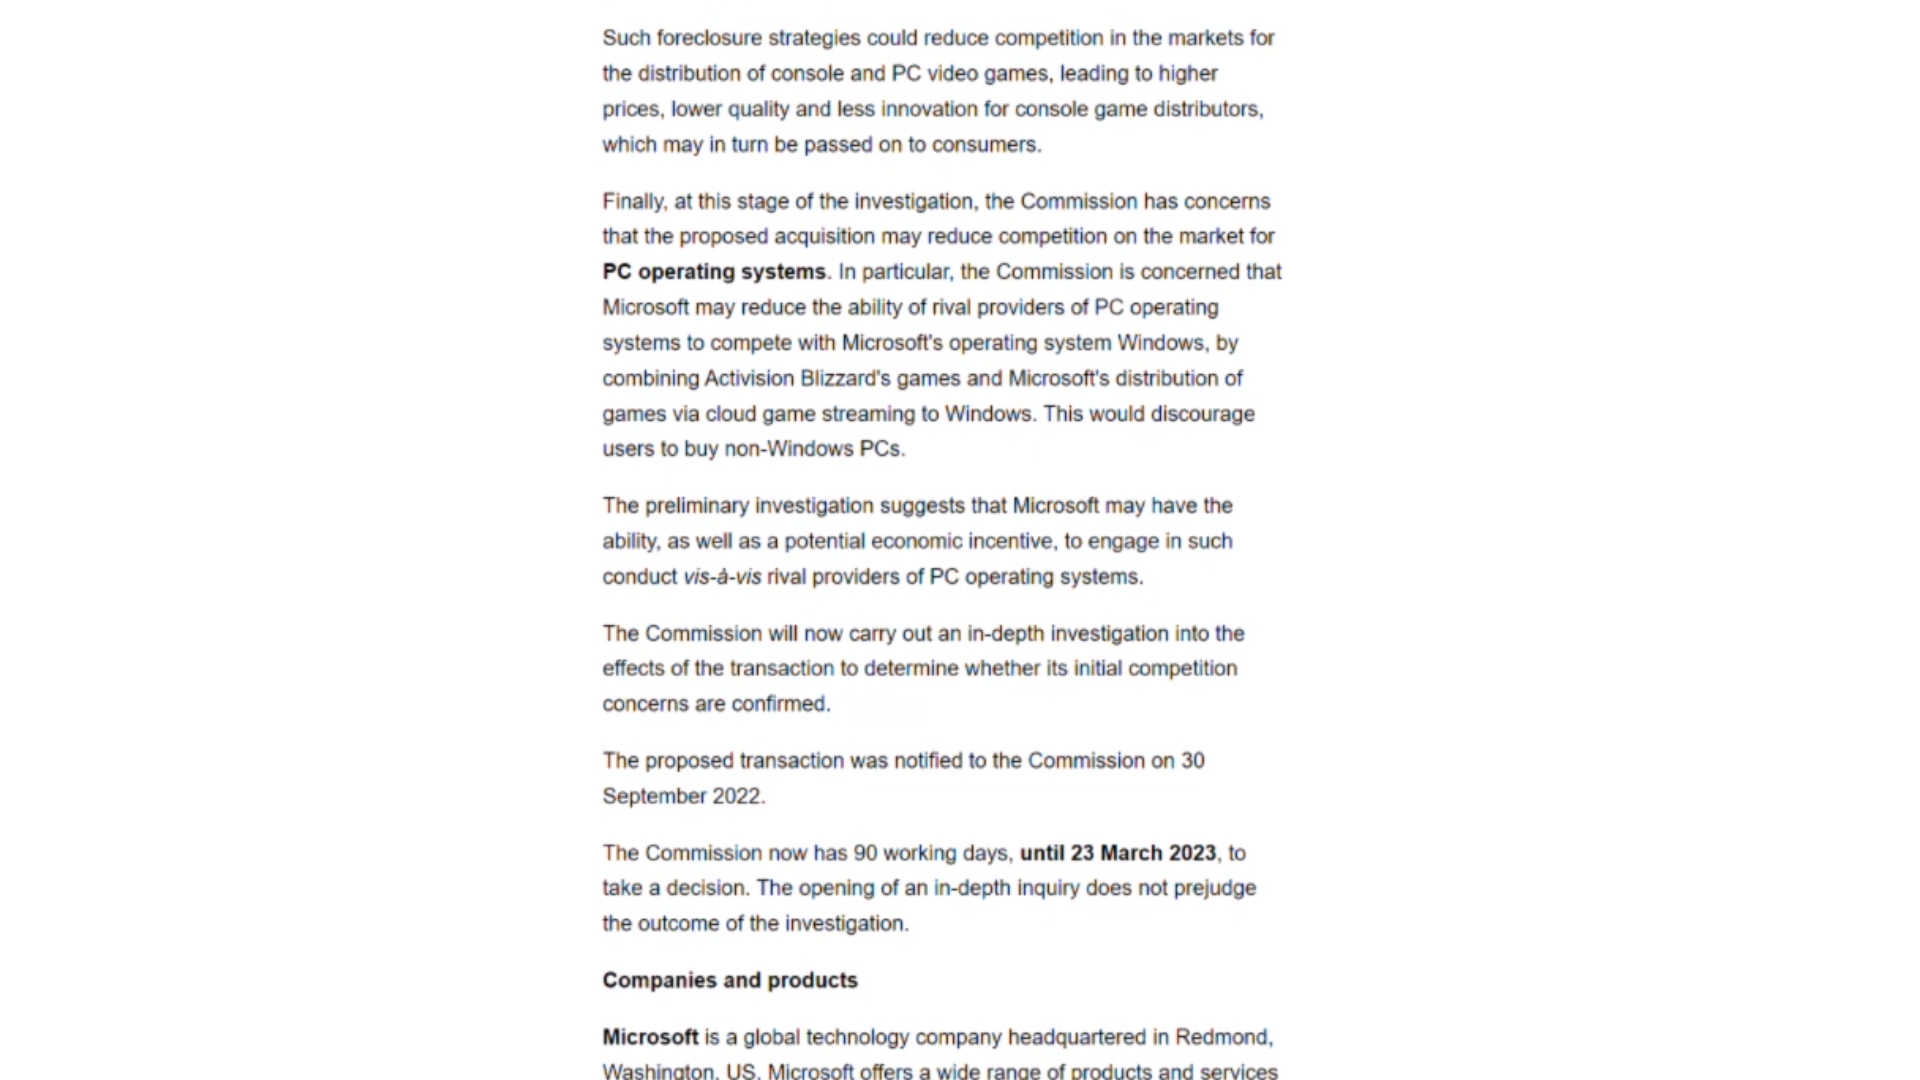 Such foreclosure strategies could reduce competition in the markets for
the distribution of console and PC video games, leading to higher
prices, lower quality and less innovation for console game distributors,
which may in turn be passed on to consumers.
Finally, at this stage of the investigation, the Commission has concerns
that the proposed acquisition may reduce competition on the market for
PC operating systems. In particular, the Commission is concerned that
Microsoft may reduce the ability of rival providers of PC operating
systems to compete with Microsoft's operating system Windows, by
combining Activision Blizzard's games and Microsoft's distribution of
games via cloud game streaming to Windows. This would discourage
users to buy non-Windows PCs.
The preliminary investigation suggests that Microsoft may have the
ability, as well as a potential economic incentive, to engage in such
conduct vis-à-vis rival providers of PC operating systems.
The Commission will now carry out an in-depth investigation into the
effects of the transaction to determine whether its initial competition
concerns are confirmed.
The proposed transaction was notified to the Commission on 30
September 2022.
The Commission now has 90 working days, until 23 March 2023, to
take a decision. The opening of an in-depth inquiry does not prejudge
the outcome of the investigation.
Companies and products
Microsoft is a global technology company headquartered in Redmond,
Washington, US. Microsoft offers a wide range of products and services